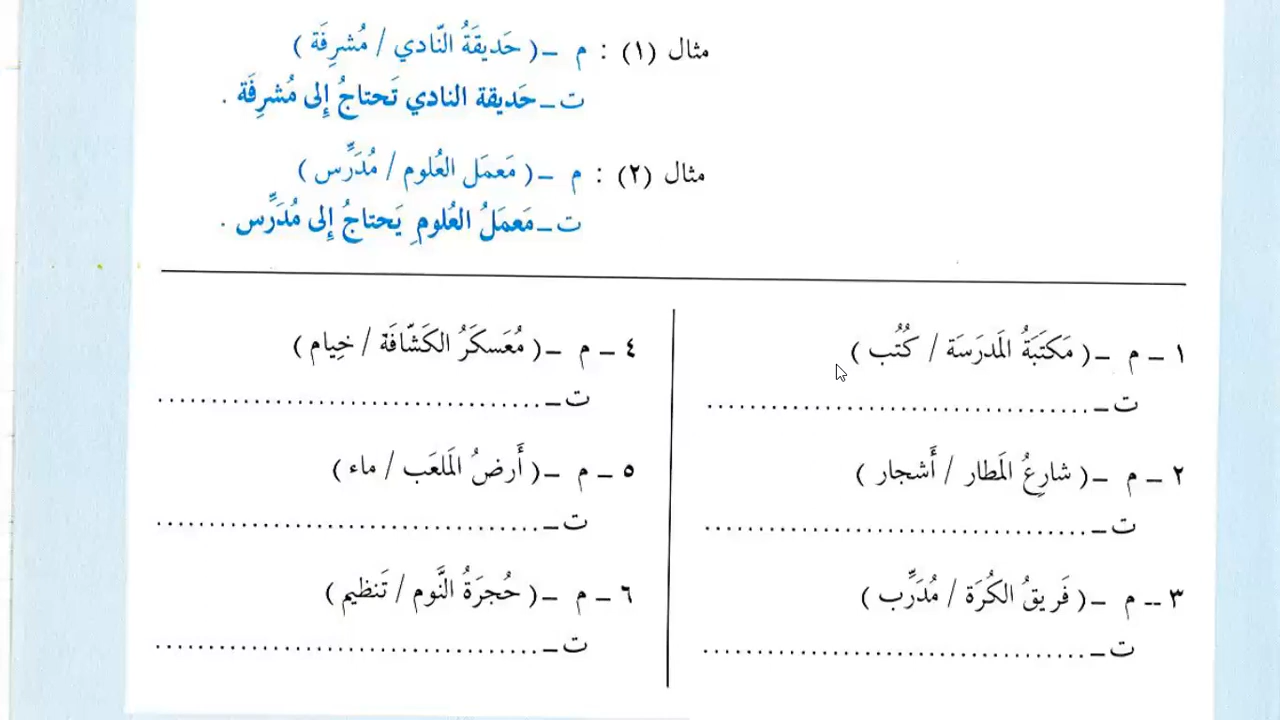 مثال (١) : م ـ ( حَديقَةُ النّادي / مُشرِفَة )
ت ـ حَديقة النادي تَحتاجُ إِلى مُشرِفَة .
مثال (٢) : م ـ ( مَعمَل العُلوم / مُدَرِّس )
ت ـ مَعمَلُ العُلومِ يَحتاجُ إِلى مُدَرِّس .
١ ـ م ـ ( مَكتَبَةُ المَدرَسَة / كُتُب )
ت ـ ......................................
٢ ـ م ـ ( شارِعُ المَطار / أَشجار )
ت ـ ......................................
٣ -- م ـ ( فَريقُ الكُرَة / مُدَرِّب )
ت ـ ......................................
٤ ـ م ـ ( مُعَسكَرُ الكَشّافَة / خِيام )
ت ـ ......................................
٥ ـ م ـ ( أَرضُ المَلعَب / ماء )
ت ـ ......................................
٦ ـ م ـ ( حُجرَةُ النَّوم / تَنظيم )
ت ـ ......................................